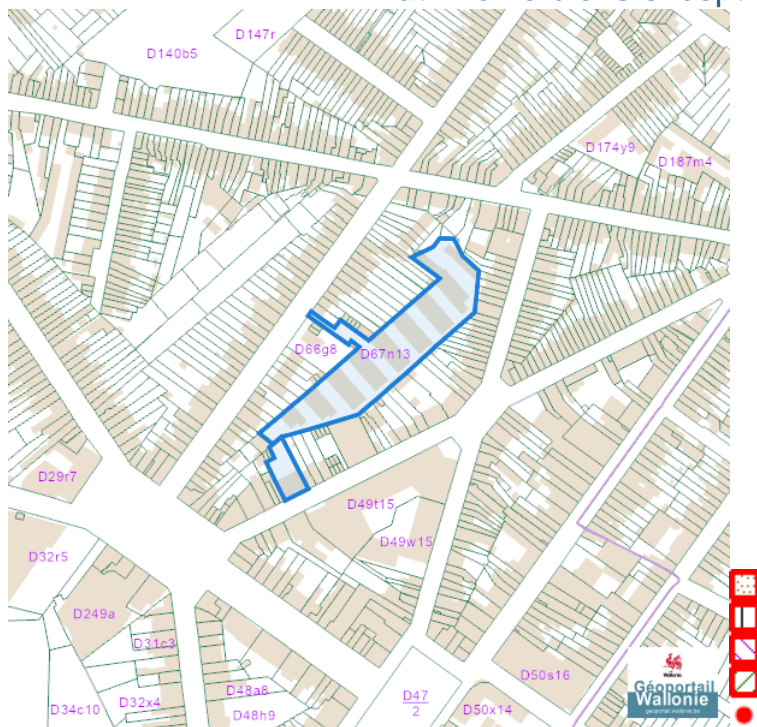 D147r
D140b5
D174y9
D187m4
D66g8
D67n13
D29r7
D49t15
D49w15
D32r5
D249a
D31c3
D50s16
D47
2
D48a8
D34c10
D32x4
D48h9
D50x14
Wallonie
Géoportail
Wallonie
geoportail.wallonie.be